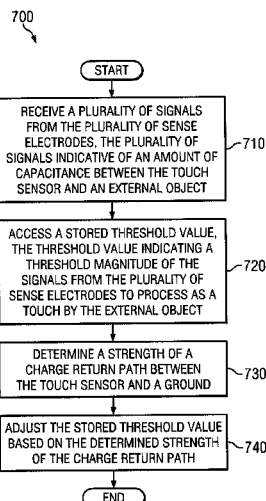 700
START
RECEIVE A PLURALITY OF SIGNALS
FROM THE PLURALITY OF SENSE
ELECTRODES, THE PLURALITY OF
SIGNALS INDICATIVE OF AN AMOUNT OF
CAPACITANCE BETWEEN THE TOUCH
SENSOR AND AN EXTERNAL OBJECT
710
ACCESS A STORED THRESHOLD VALUE,
THE THRESHOLD VALUE INDICATING A
THRESHOLD MAGNITUDE OF THE
SIGNALS FROM THE PLURALITY OF
SENSE ELECTRODES TO PROCESS AS A
TOUCH BY THE EXTERNAL OBJECT
720
DETERMINE A STRENGTH OF A
CHARGE RETURN PATH BETWEEN
THE TOUCH SENSOR AND A GROUND
730
ADJUST THE STORED THRESHOLD VALUE
BASED ON THE DETERMINED STRENGTH
OF THE CHARGE RETURN PATH
740
END